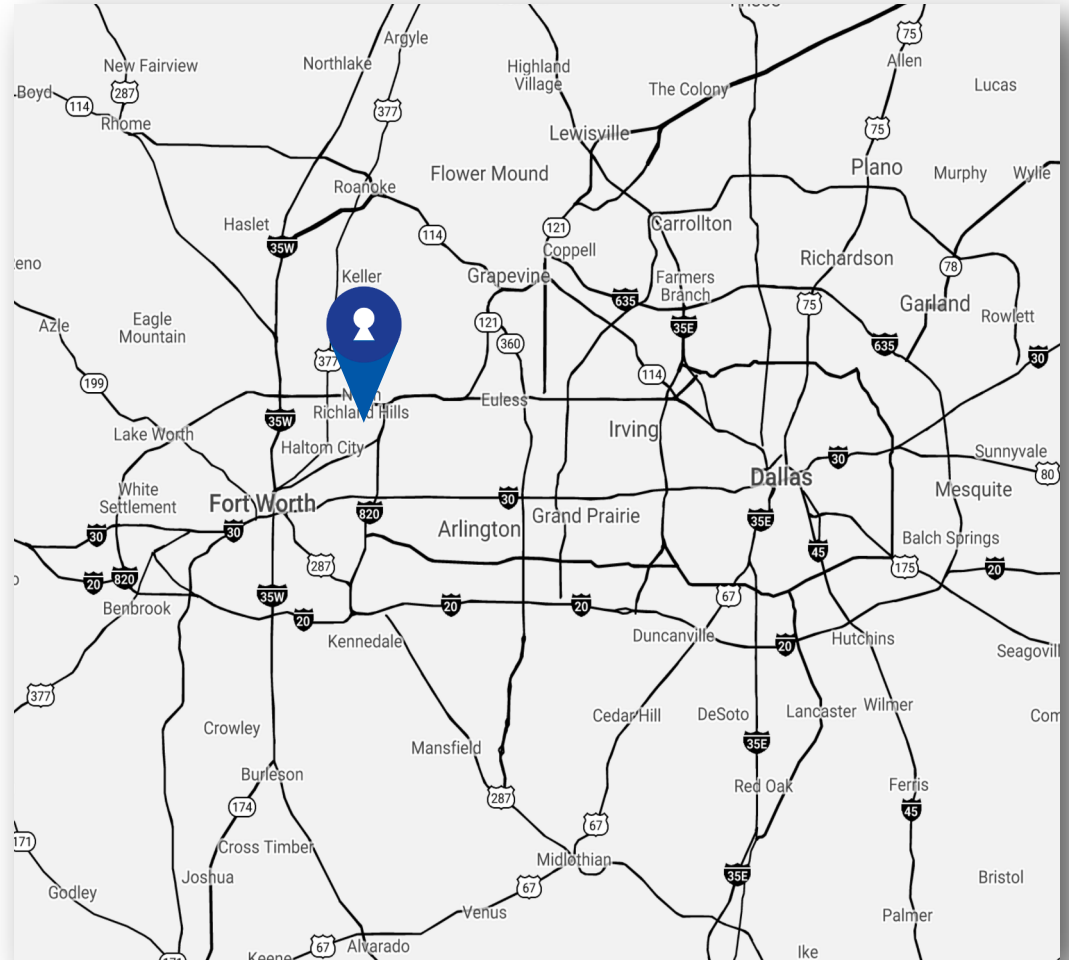 Argyle
75
New Fairview
Northlake
Highland
Village
Allen
287
The Colony
Lucas
Boyd
114
377
Rhome
75
Lewisville
Plano
Flower Mound
Murphy
Wylie
Roanoke
Haslet
121
Carrollton
114
35W
Coppell
Richardson
78
Keller
Grapevine
Farmers
Branch
635
75
Garland
Rowlett
Azle
Eagle
Mountain
121
35E
360
635
30
377
199
114
Richland Hills
Euless
35W
Irving
Lake Worth
Haltom City
30
Sunnyvale
80
Dallas
White
Settlement
Fort Worth
30
Mesquite
820
Grand Prairie
35E
Arlington
30
30
Balch Springs
45
287
175
20
820
20
Benbrook
35W
67
20
20
20
Kennedale
Duncanville
Hutchins
20
Seagovil
377
Cedar Hill
DeSoto
Lancaster
Wilmer
Crowley
Mansfield
35E
Burleson
Red Oak
Ferris
287
174
45
67
171
Cross Timber
Midlothian
Joshua
35E
Bristol
Godley
67
Venus
Palmer
67
Alvarado
Ike
Keene